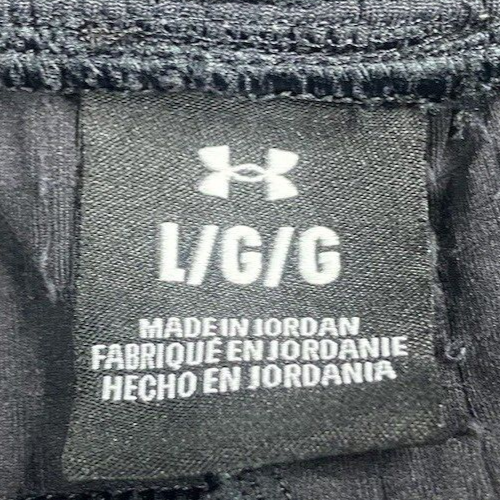 L/G/G
MADE IN JORDAN
FABRIQUÉ EN JORDANIE
HECHO EN JORDANIA